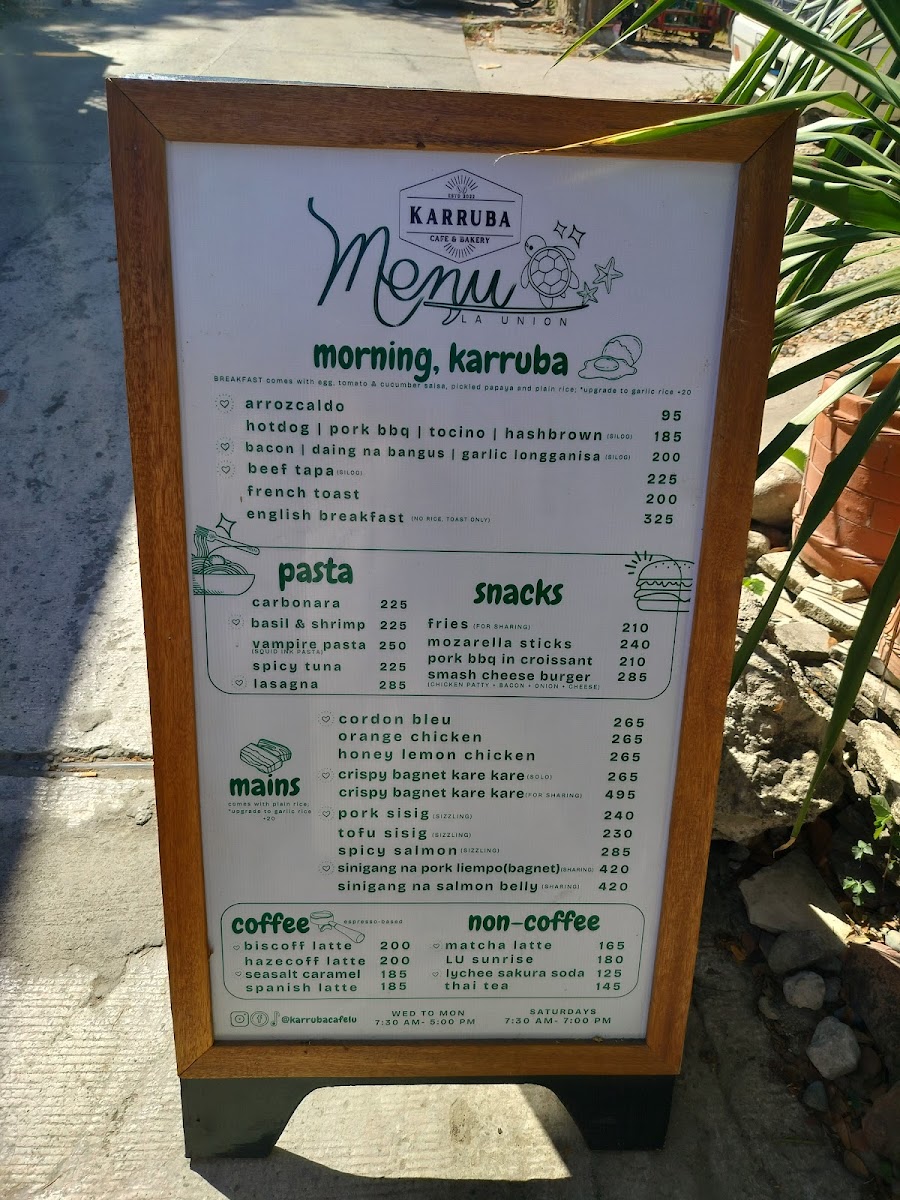 ESTD 2022
KARRUBA
CAFE & BAKERY
Menu
LA UNION
morning, karruba
BREAKFAST comes with egg, tomato & cucumber salsa, pickled papaya and plain rice; *upgrade to garlic rice +20
arrozcaldo 95
hotdog | pork bbq | tocino | hashbrown (SILOG) 185
bacon | daing na bangus | garlic longganisa (SILOG) 200
beef tapa (SILOG) 225
french toast 200
english breakfast (NO RICE, TOAST ONLY) 325
pasta
carbonara 225
basil & shrimp 225
vampire pasta 250
(SQUID INK PASTA)
spicy tuna 225
lasagna 285
snacks
fries (FOR SHARING) 210
mozarella sticks 240
pork bbq in croissant 210
smash cheese burger 285
(CHICKEN PATTY + BACON + ONION + CHEESE)
mains
comes with plain rice;
*upgrade to garlic rice
+20
cordon bleu 265
orange chicken 265
honey lemon chicken 265
crispy bagnet kare kare (SOLO) 265
crispy bagnet kare kare (FOR SHARING) 495
pork sisig (SIZZLING) 240
tofu sisig (SIZZLING) 230
spicy salmon (SIZZLING) 285
sinigang na pork liempo(bagnet) (SHARING) 420
sinigang na salmon belly (SHARING) 420
coffee espresso-based
biscoff latte 200
hazecoff latte 200
seasalt caramel 185
spanish latte 185
non-coffee
matcha latte 165
LU sunrise 180
lychee sakura soda 125
thai tea 145
@karrubacafelu
WED TO MON
7:30 AM- 5:00 PM
SATURDAYS
7:30 AM- 7:00 PM